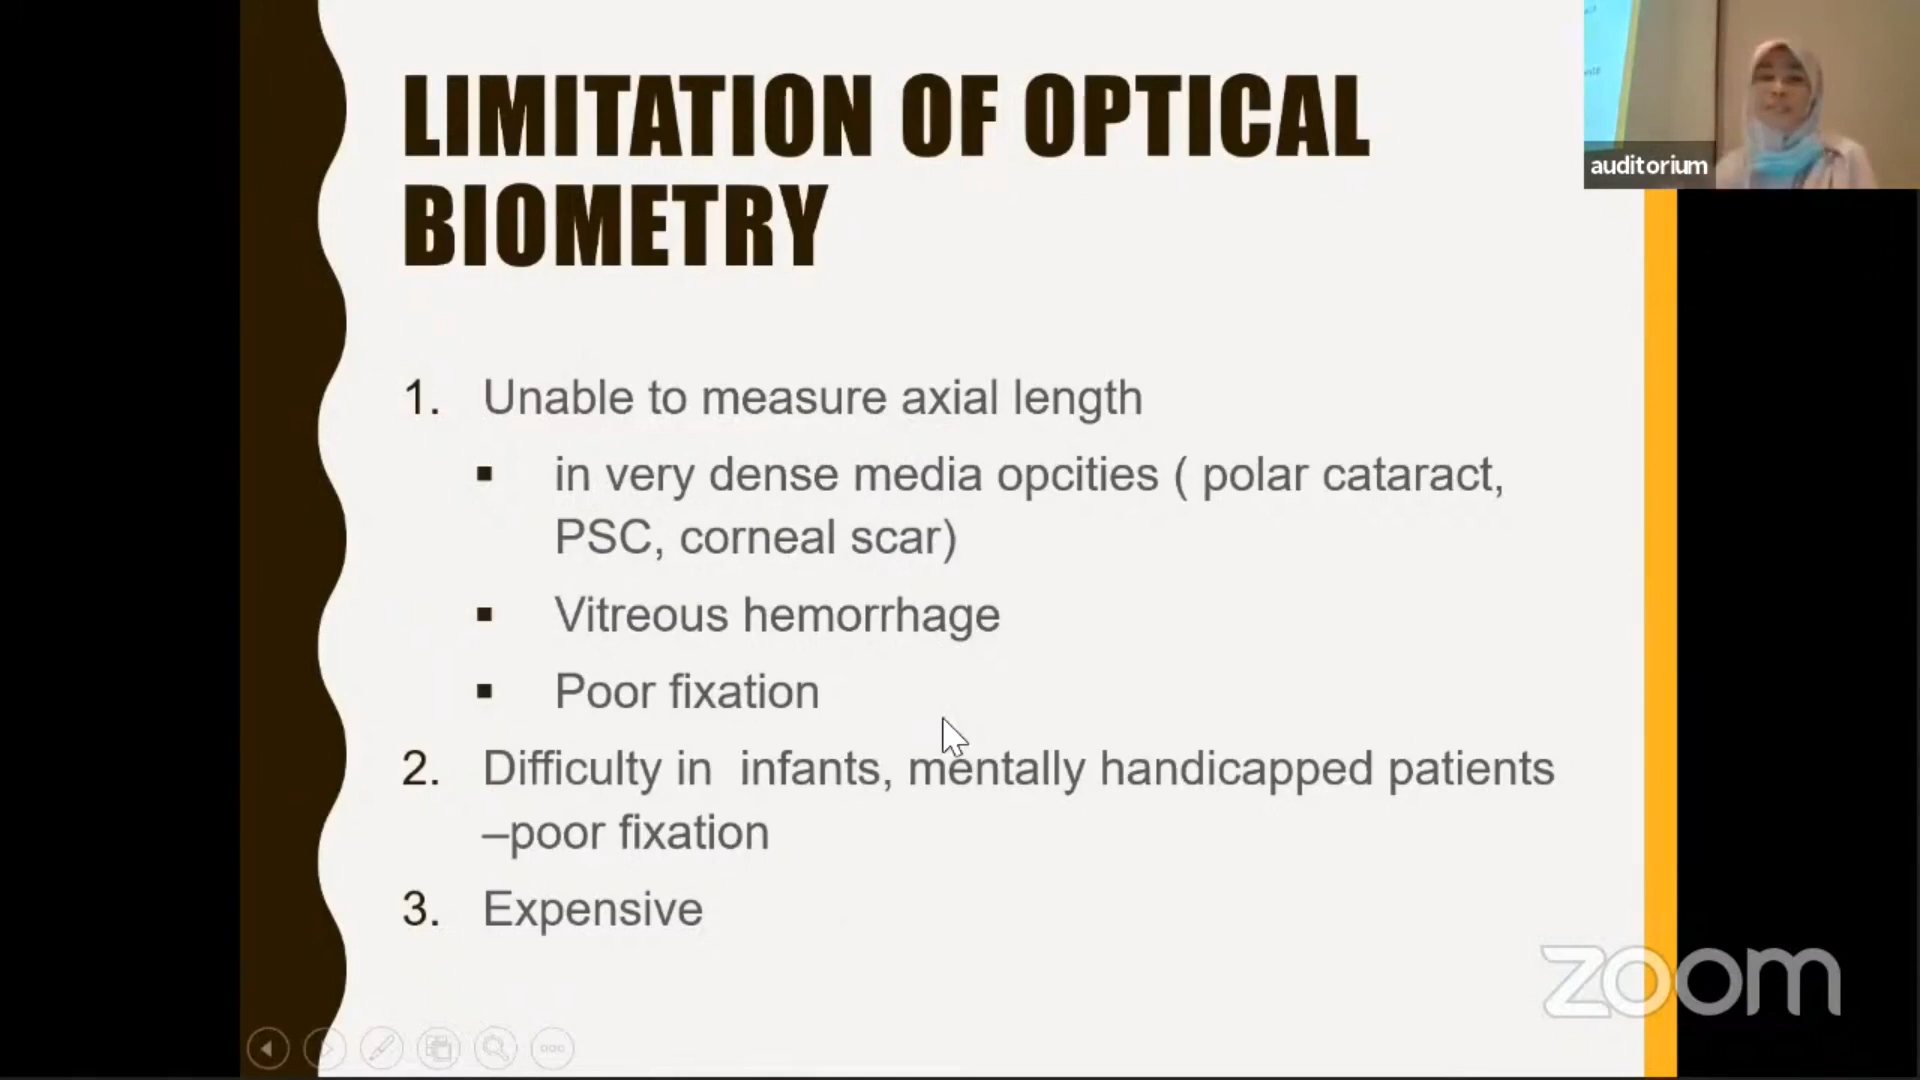 LIMITATION OF OPTICAL
BIOMETRY
auditorium
1. Unable to measure axial length
▪ in very dense media opcities ( polar cataract,
PSC, corneal scar)
▪ Vitreous hemorrhage
▪ Poor fixation
2. Difficulty in infants, mentally handicapped patients
–poor fixation
3. Expensive
zoom